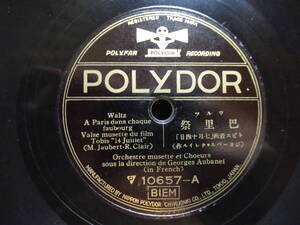 REGISTERED TRADE MARK
POLYFAR RECORDING
POLYDOR
Waltz
A Paris dans chaque
faubourg
Valse musette du film
Tobis "14 Juillet"
(M. Jaubert-R. Clair)
ワルツ
巴里祭
Orchestre musette et Choeurs
sous la direction de Georges Aubanel
(in French)
10657-A
BIEM